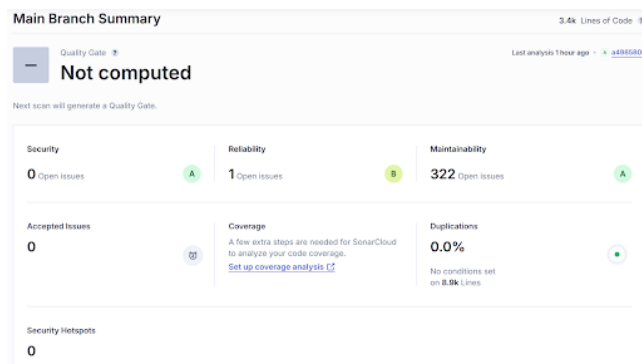 Main Branch Summary
3.4k Lines of Code ?
Quality Gate ?
Not computed
Last analysis 1 hour ago • a498580
Next scan will generate a Quality Gate.
Security
0 Open issues
A
Reliability
1 Open issues
B
Maintainability
322 Open issues
A
Accepted Issues
0
Coverage
A few extra steps are needed for SonarCloud
to analyze your code coverage.
Set up coverage analysis
Duplications
0.0%
No conditions set
on 8.9k Lines
Security Hotspots
0